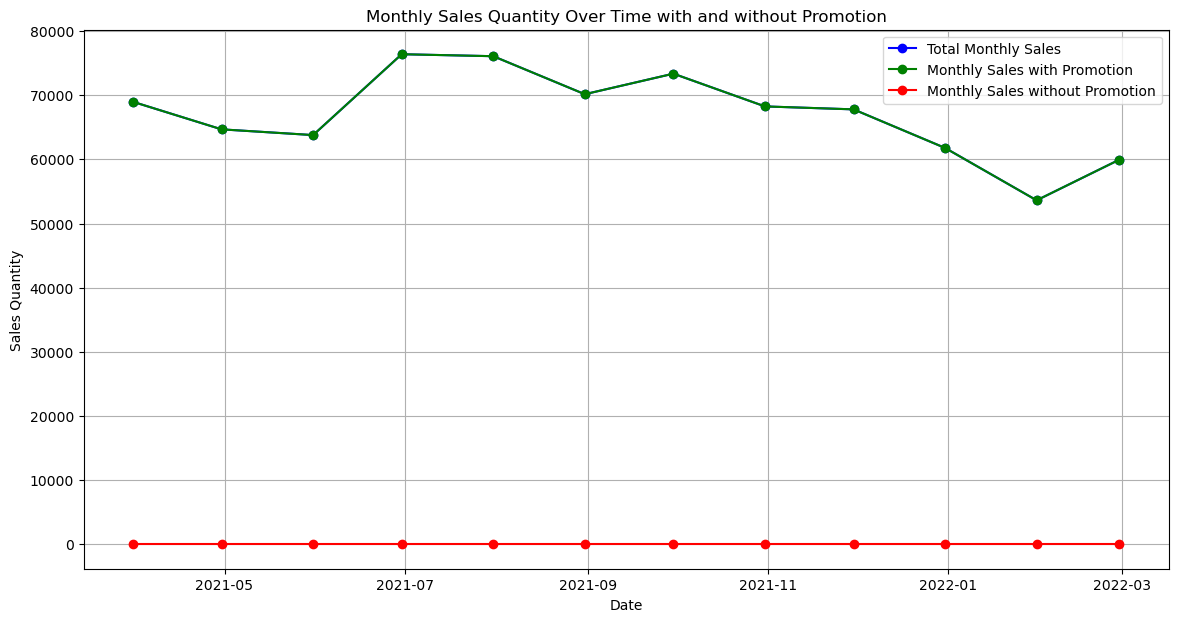 Monthly Sales Quantity Over Time with and without Promotion
Total Monthly Sales
Monthly Sales with Promotion
Monthly Sales without Promotion
Sales Quantity
80000
70000
60000
50000
40000
30000
20000
10000
0
2021-05 2021-07 2021-09 2021-11 2022-01 2022-03
Date